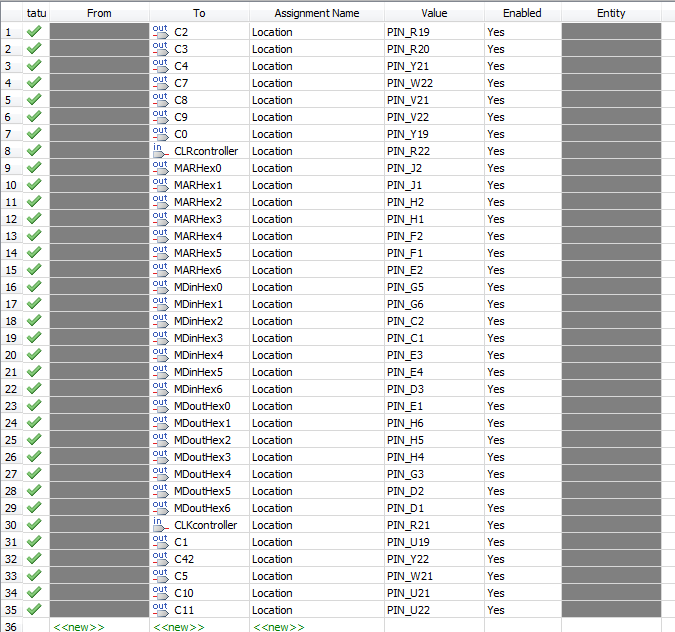 tatu From To Assignment Name Value Enabled Entity
1 out C2 Location PIN_R19 Yes
2 out C3 Location PIN_R20 Yes
3 out C4 Location PIN_Y21 Yes
4 out C7 Location PIN_W22 Yes
5 out C8 Location PIN_V21 Yes
6 out C9 Location PIN_V22 Yes
7 out C0 Location PIN_Y19 Yes
8 in CLRcontroller Location PIN_R22 Yes
9 out MARHex0 Location PIN_J2 Yes
10 out MARHex1 Location PIN_J1 Yes
11 out MARHex2 Location PIN_H2 Yes
12 out MARHex3 Location PIN_H1 Yes
13 out MARHex4 Location PIN_F2 Yes
14 out MARHex5 Location PIN_F1 Yes
15 out MARHex6 Location PIN_E2 Yes
16 out MDinHex0 Location PIN_G5 Yes
17 out MDinHex1 Location PIN_G6 Yes
18 out MDinHex2 Location PIN_C2 Yes
19 out MDinHex3 Location PIN_C1 Yes
20 out MDinHex4 Location PIN_E3 Yes
21 out MDinHex5 Location PIN_E4 Yes
22 out MDinHex6 Location PIN_D3 Yes
23 out MDoutHex0 Location PIN_E1 Yes
24 out MDoutHex1 Location PIN_H6 Yes
25 out MDoutHex2 Location PIN_H5 Yes
26 out MDoutHex3 Location PIN_H4 Yes
27 out MDoutHex4 Location PIN_G3 Yes
28 out MDoutHex5 Location PIN_D2 Yes
29 out MDoutHex6 Location PIN_D1 Yes
30 in CLKcontroller Location PIN_R21 Yes
31 out C1 Location PIN_U19 Yes
32 out C42 Location PIN_Y22 Yes
33 out C5 Location PIN_W21 Yes
34 out C10 Location PIN_U21 Yes
35 out C11 Location PIN_U22 Yes
36 <<new>> <<new>> <<new>>